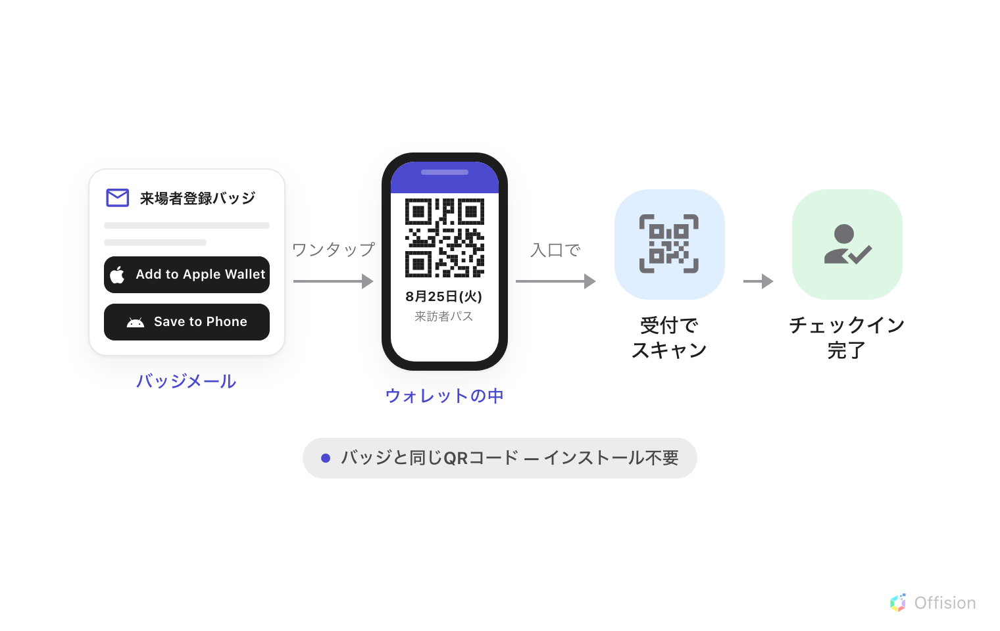 来場者登録バッジ
Add to Apple Wallet
Save to Phone
バッジメール
ワンタップ
8月25日(火)
来訪者パス
ウォレットの中
入口で
受付で
スキャン
チェックイン
完了
バッジと同じQRコード — インストール不要
Offision